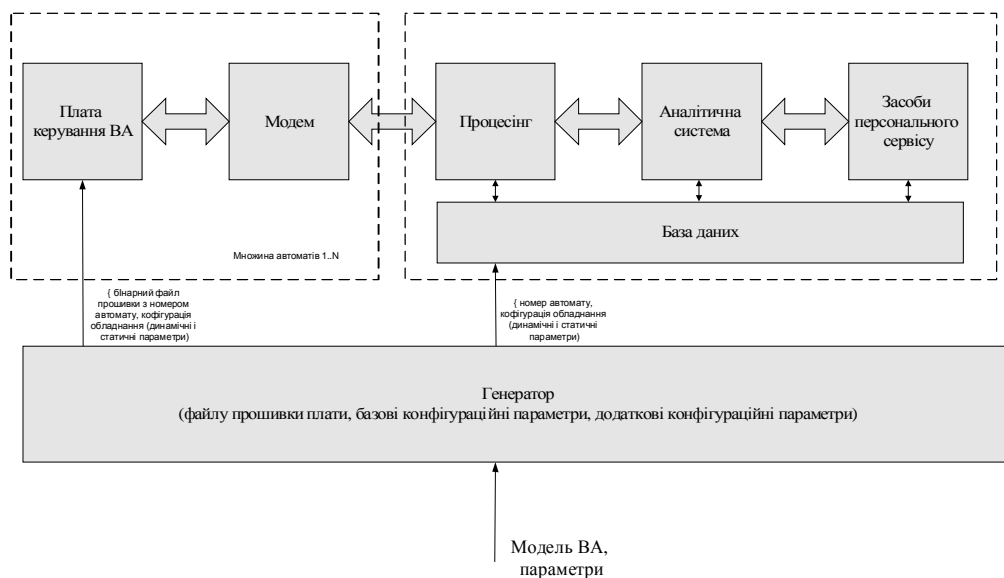 Плата
керування ВА
Модем
Процесінг
Аналітична
система
Засоби
персонального
сервісу
База даних
Множина автоматів 1..N
{ бІнарний файл
прошивки з номером
автомату, кофігурація
обладнання (динамічні і
статичні параметри)
{ номер автомату,
кофігурація обладнання
(динамічні і статичні
параметри)
Генератор
(файлу прошивки плати, базові конфігураційні параметри, додаткові конфігураційні параметри)
Модель ВА,
параметри